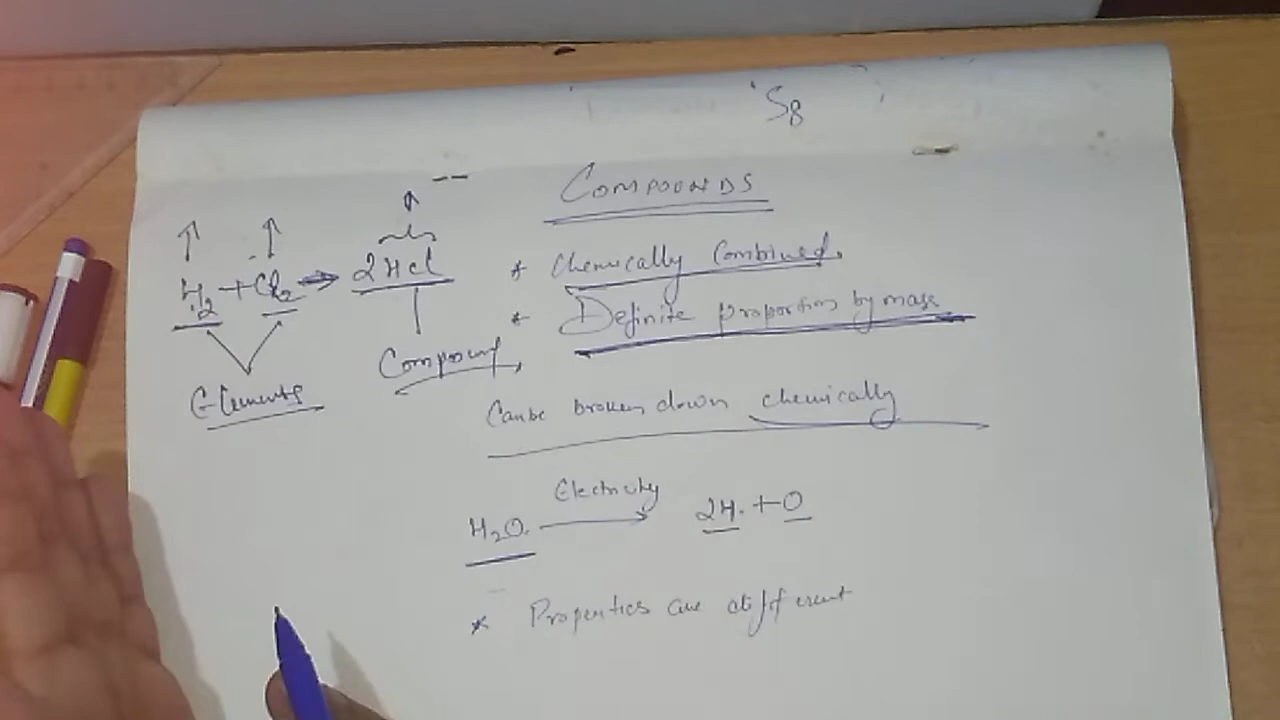 S8
COMPOUNDS
H2 + Cl2 → 2HCl
* Chemically Combined.
* Definite proportion by mass
Elements
Compound,
Can be broken down chemically
Electricity
H2O. → 2H. + O
* Properties are different